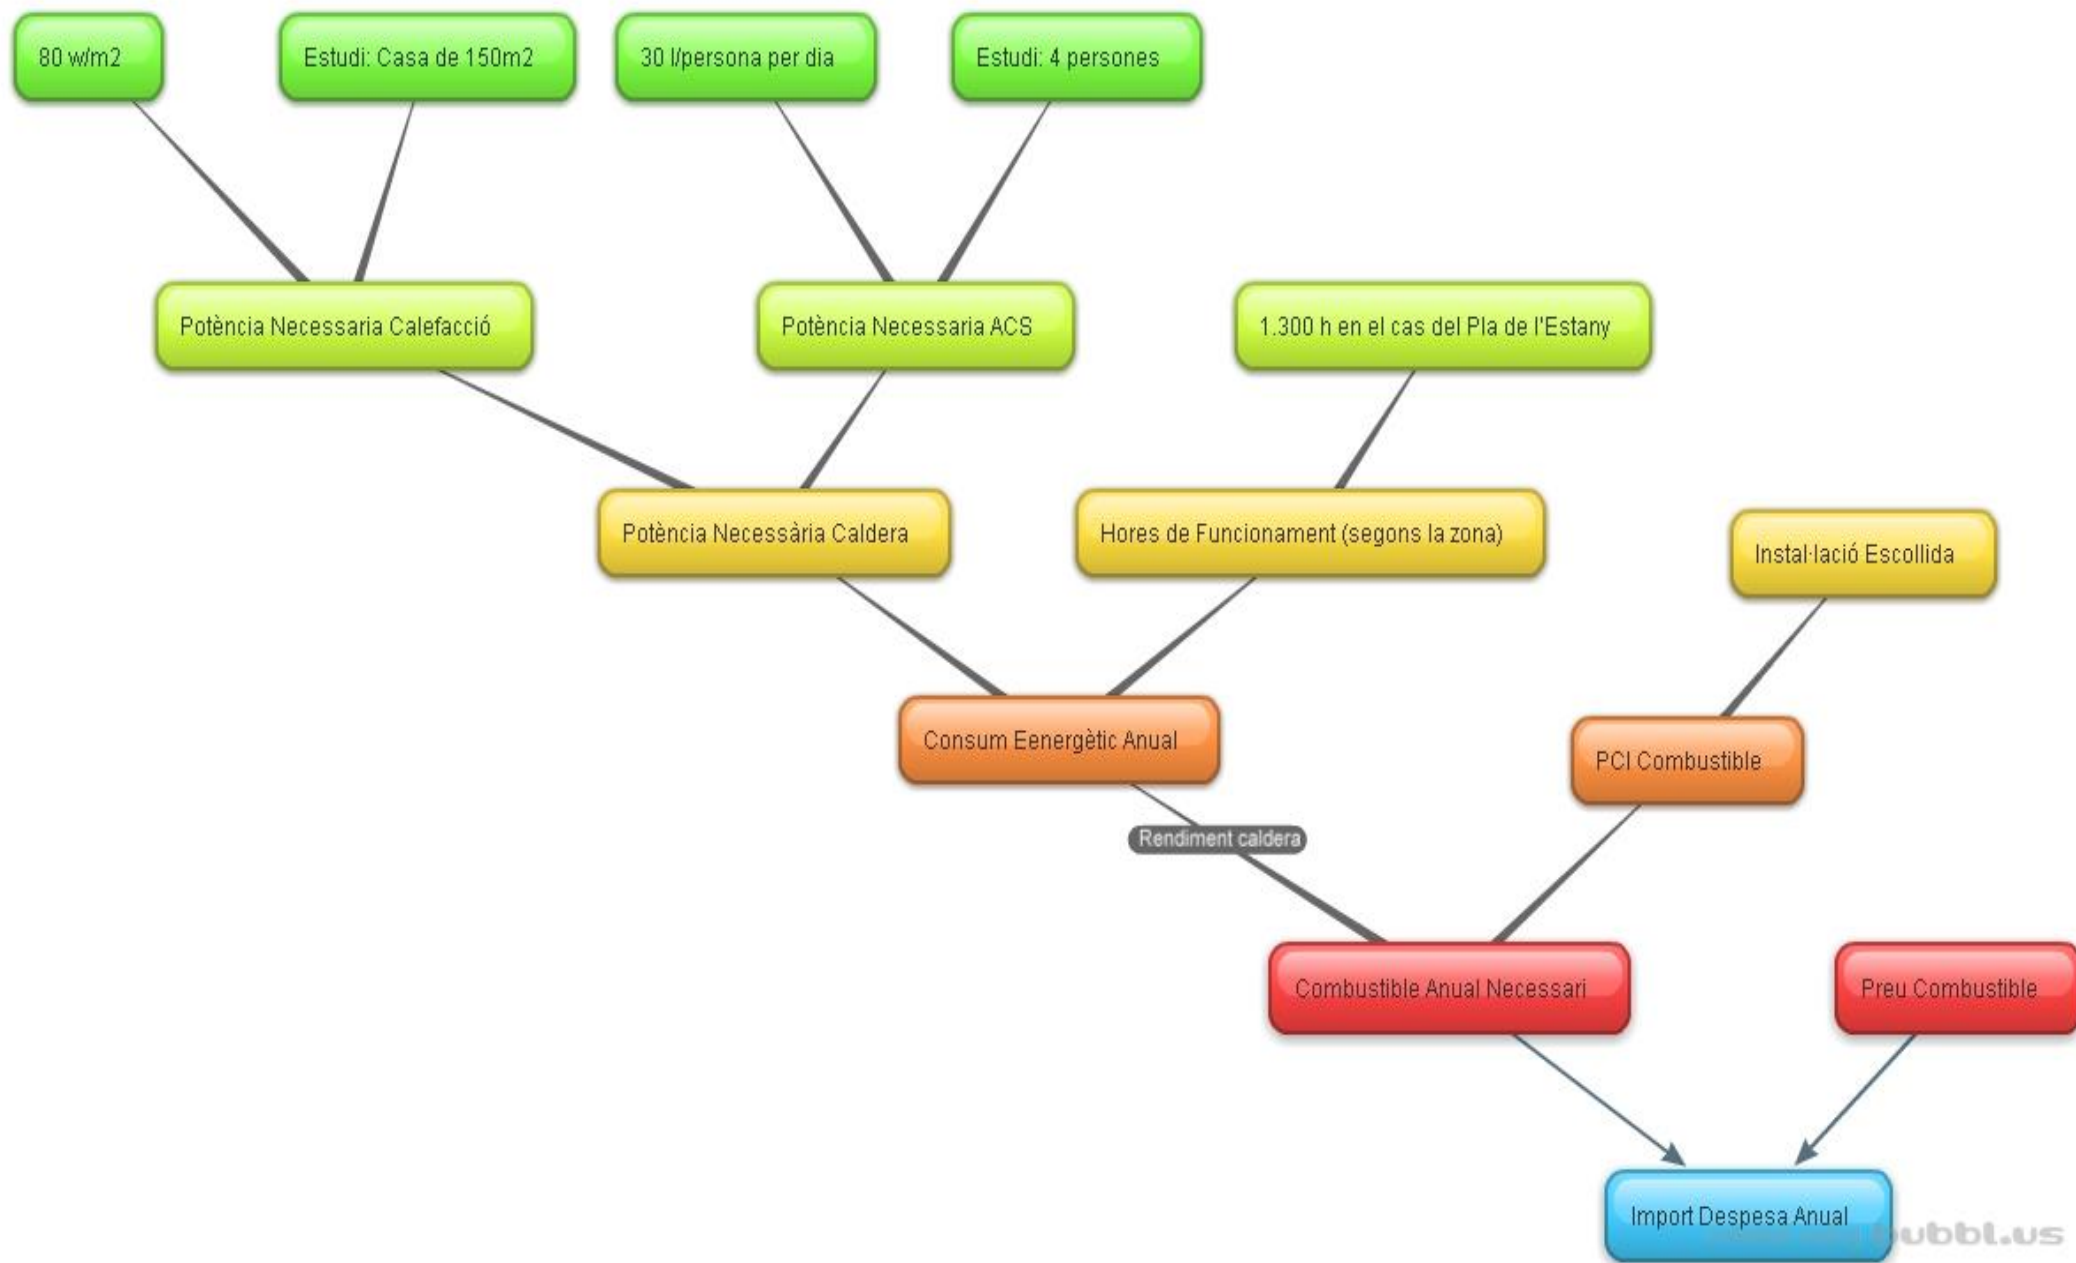 80 w/m2
Estudi: Casa de 150m2
30 l/persona per dia
Estudi: 4 persones
Potència Necessaria Calefacció
Potència Necessaria ACS
1.300 h en el cas del Pla de l'Estany
Potència Necessària Caldera
Hores de Funcionament (segons la zona)
Instal·lació Escollida
Consum Eenergètic Anual
PCI Combustible
Rendiment caldera
Combustible Anual Necessari
Preu Combustible
Import Despesa Anual
bubbl.us